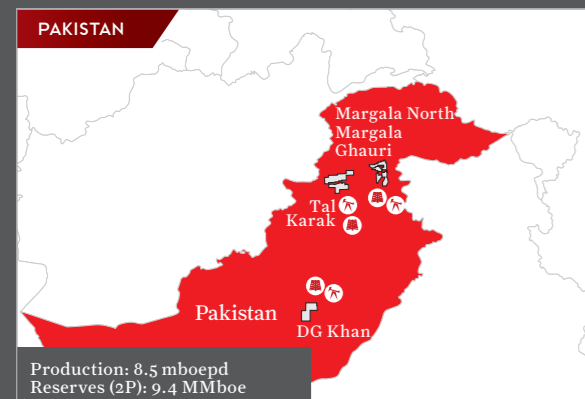 PAKISTAN
Margala North
Margala
Ghauri
Tal
Karak
Pakistan
DG Khan
Production: 8.5 mboepd
Reserves (2P): 9.4 MMboe